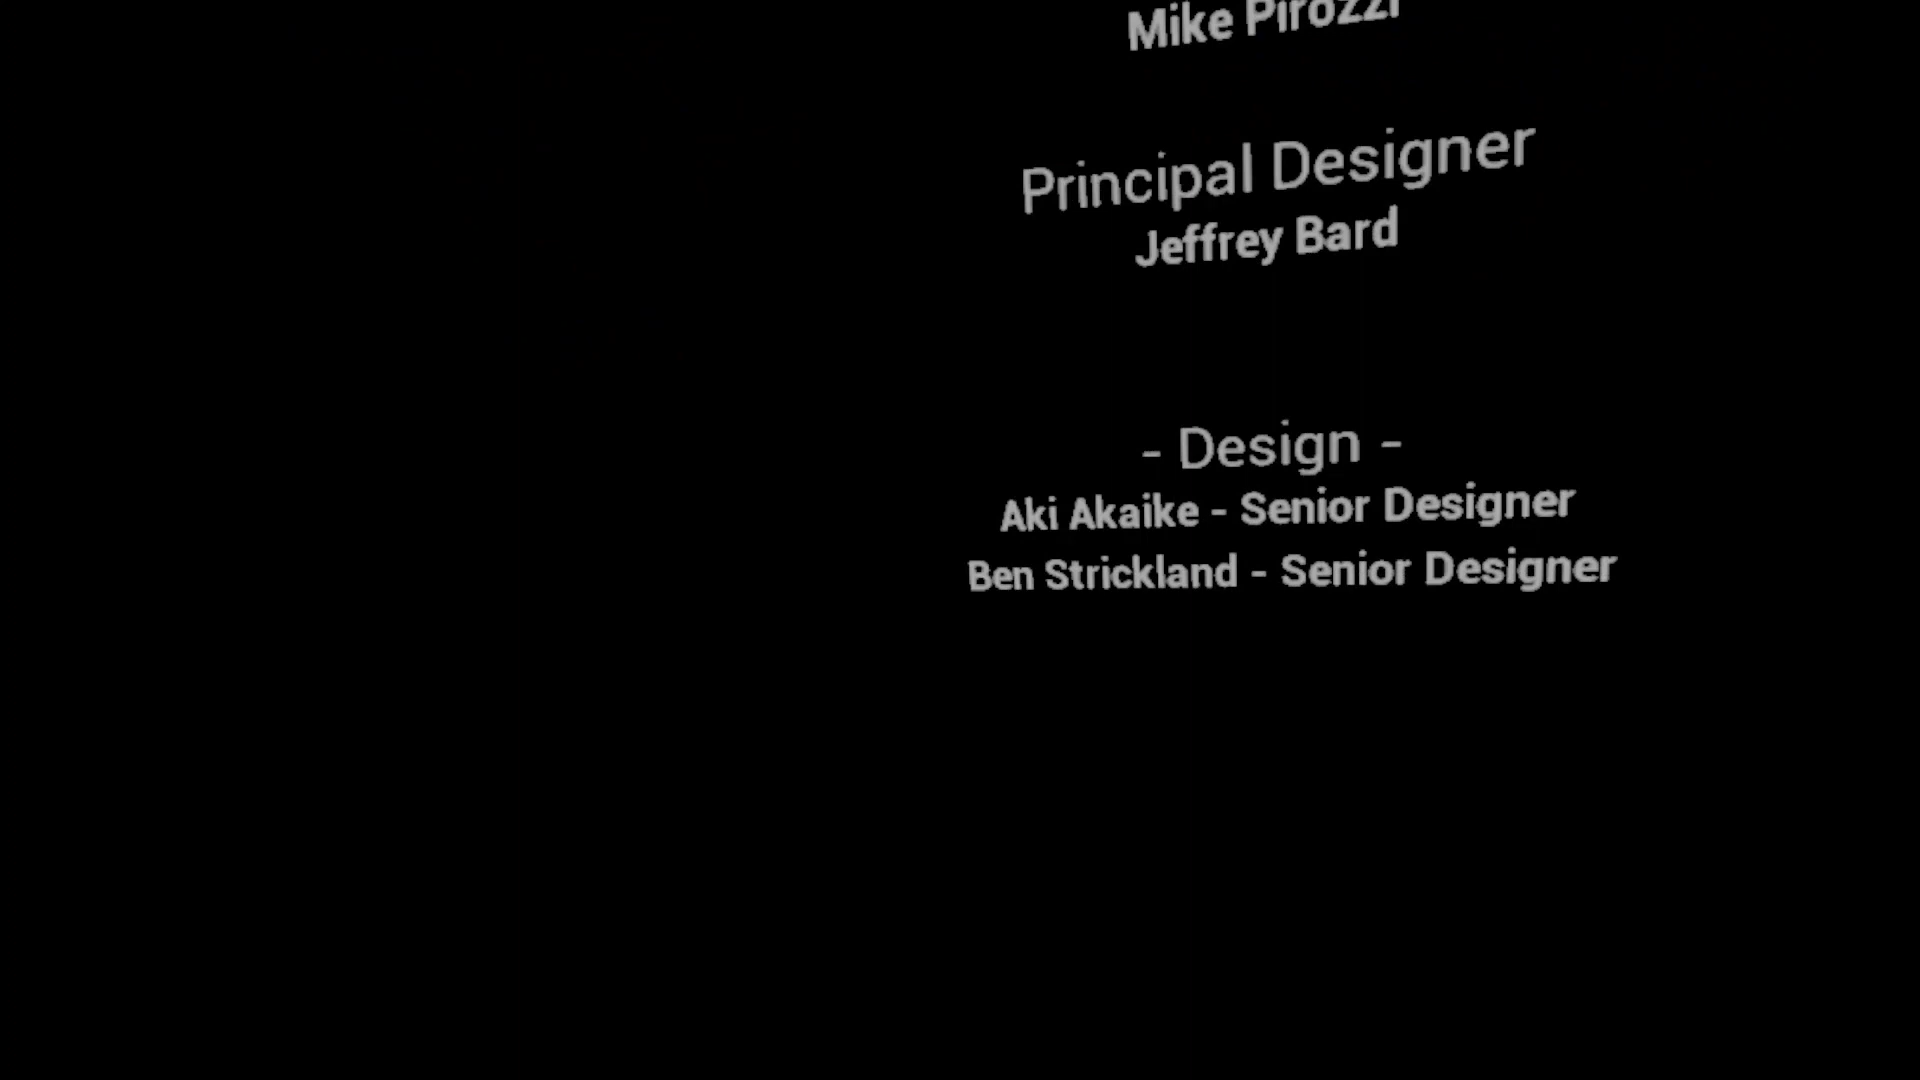 Mike Pirozzi
Principal Designer
Jeffrey Bard
- Design -
Aki Akaike - Senior Designer
Ben Strickland - Senior Designer